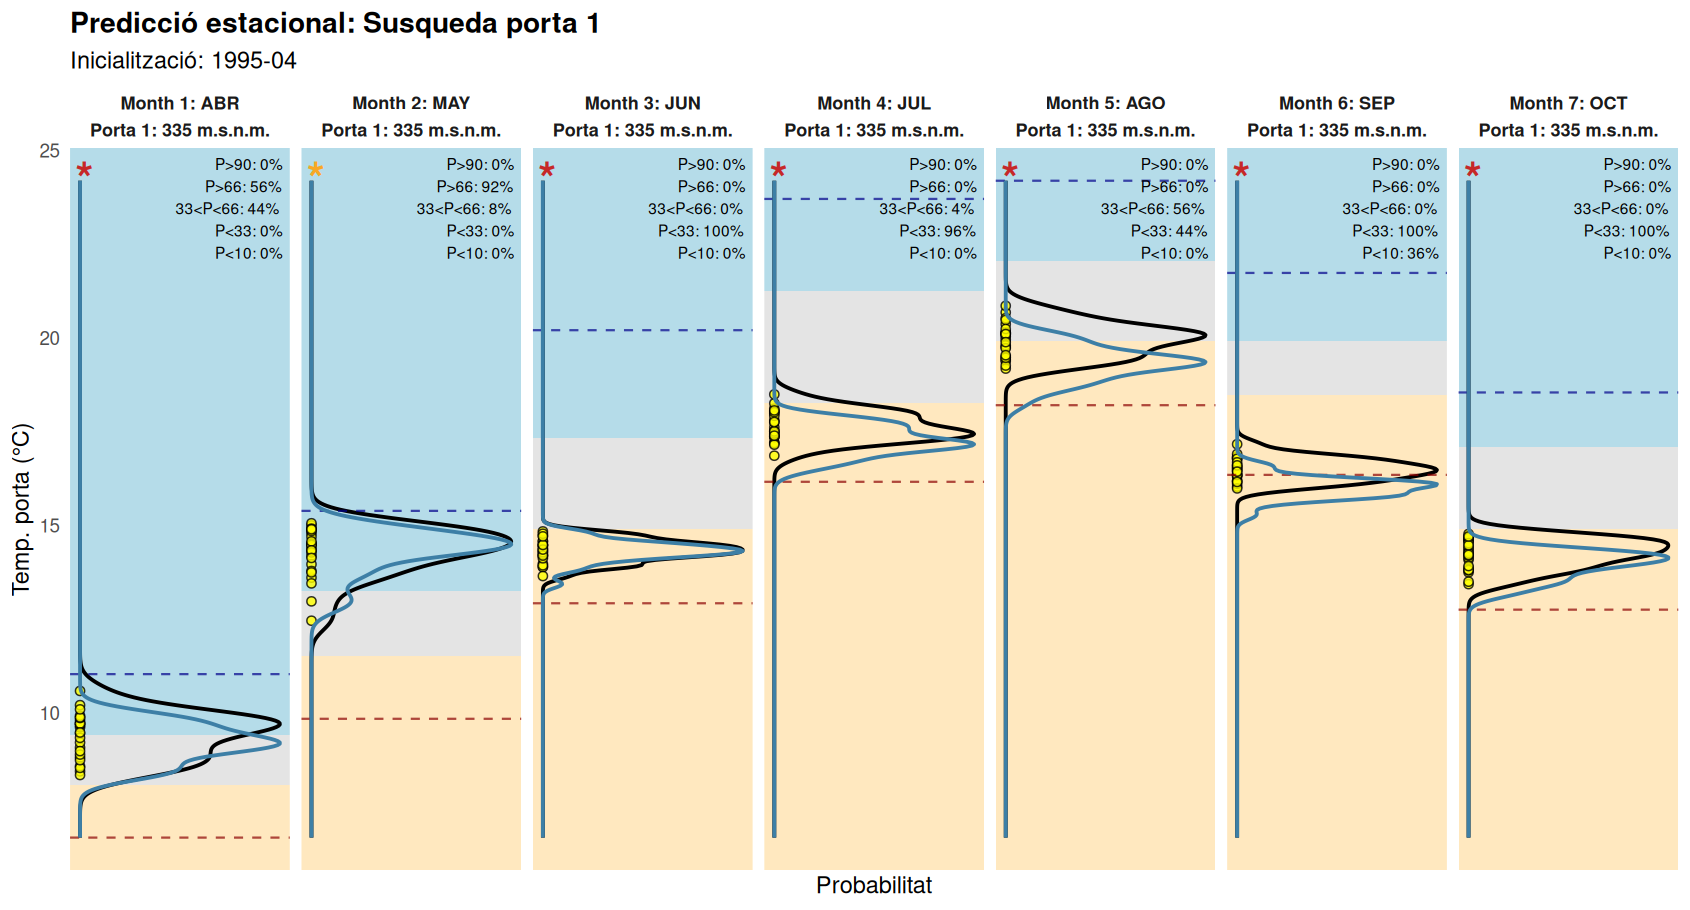 Predicció estacional: Susqueda porta 1
Inicialització: 1995-04
Month 1: ABR
Porta 1: 335 m.s.n.m.
Month 2: MAY
Porta 1: 335 m.s.n.m.
Month 3: JUN
Porta 1: 335 m.s.n.m.
Month 4: JUL
Porta 1: 335 m.s.n.m.
Month 5: AGO
Porta 1: 335 m.s.n.m.
Month 6: SEP
Porta 1: 335 m.s.n.m.
Month 7: OCT
Porta 1: 335 m.s.n.m.
Temp. porta (°C)
25
20
15
10
*
P>90: 0%
P>66: 56%
33<P<66: 44%
P<33: 0%
P<10: 0%
*
P>90: 0%
P>66: 92%
33<P<66: 8%
P<33: 0%
P<10: 0%
*
P>90: 0%
P>66: 0%
33<P<66: 0%
P<33: 100%
P<10: 0%
*
P>90: 0%
P>66: 0%
33<P<66: 4%
P<33: 96%
P<10: 0%
*
P>90: 0%
P>66: 0%
33<P<66: 56%
P<33: 44%
P<10: 0%
*
P>90: 0%
P>66: 0%
33<P<66: 0%
P<33: 100%
P<10: 36%
*
P>90: 0%
P>66: 0%
33<P<66: 0%
P<33: 100%
P<10: 0%
Probabilitat